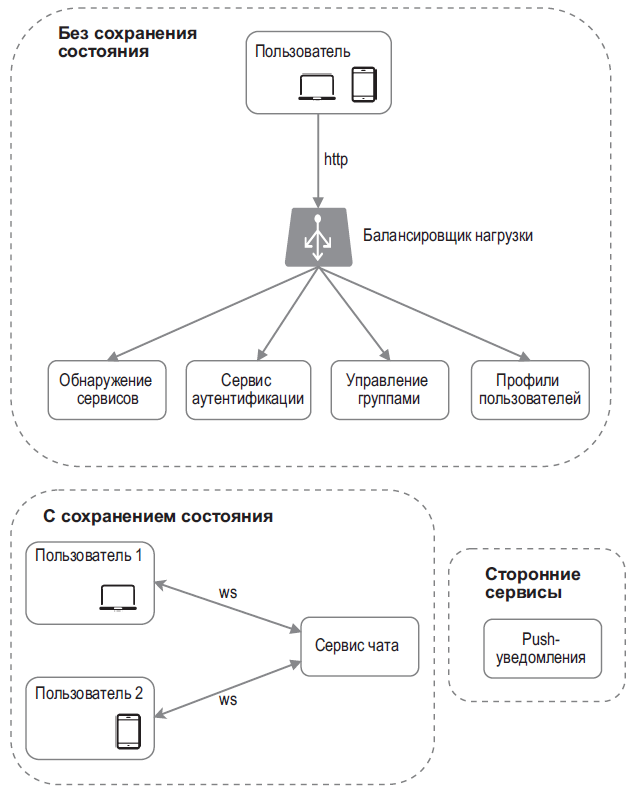 Без сохранения
состояния
Пользователь
http
Балансировщик нагрузки
Обнаружение
сервисов
Сервис
аутентификации
Управление
группами
Профили
пользователей
С сохранением состояния
Пользователь 1
ws
Сервис чата
Пользователь 2
ws
Сторонние
сервисы
Push-
уведомления